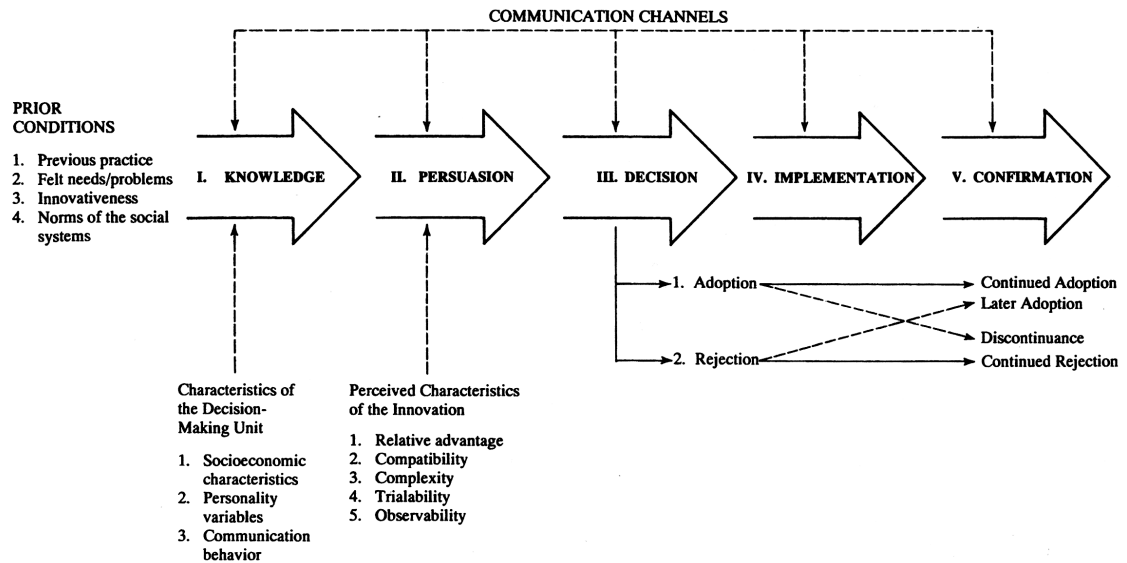 COMMUNICATION CHANNELS
PRIOR
CONDITIONS
1. Previous practice
2. Felt needs/problems
3. Innovativeness
4. Norms of the social
systems
I. KNOWLEDGE
II. PERSUASION
III. DECISION
IV. IMPLEMENTATION
V. CONFIRMATION
1. Adoption
2. Rejection
Continued Adoption
Later Adoption
Discontinuance
Continued Rejection
Characteristics of
the Decision-
Making Unit
1. Socioeconomic
characteristics
2. Personality
variables
3. Communication
behavior
Perceived Characteristics
of the Innovation
1. Relative advantage
2. Compatibility
3. Complexity
4. Trialability
5. Observability